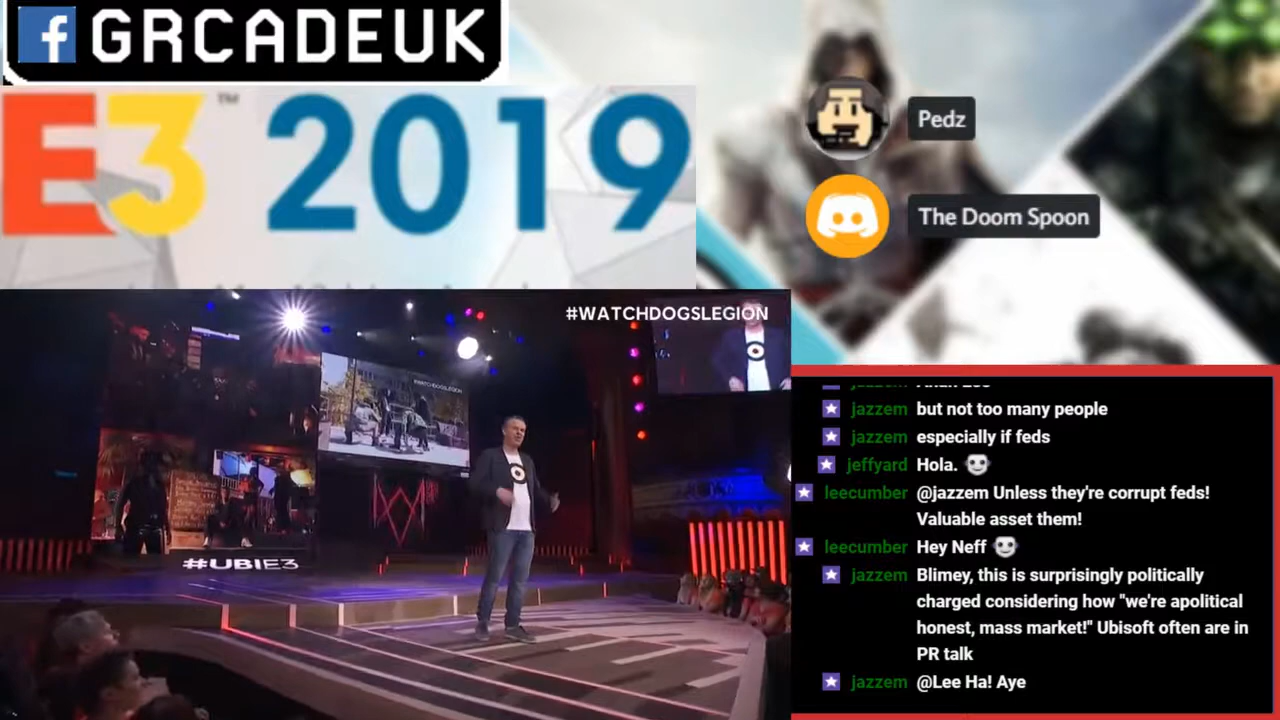 GRCADEUK
E3™ 2019
Pedz
The Doom Spoon
#WATCHDOGSLEGION
#WATCHDOGSLEGION
#UBIE3
jazzem
jazzem but not too many people
jazzem especially if feds
jeffyard Hola.
leecumber @jazzem Unless they're corrupt feds!
Valuable asset them!
leecumber Hey Neff
jazzem Blimey, this is surprisingly politically
charged considering how "we're apolitical
honest, mass market!" Ubisoft often are in
PR talk
jazzem @Lee Ha! Aye